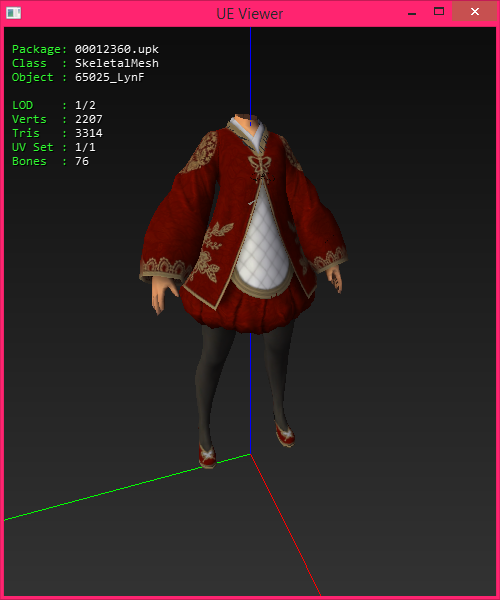 UE Viewer
Package: 00012360.upk
Class : SkeletalMesh
Object : 65025_LynF
LOD : 1/2
Verts : 2207
Tris : 3314
UV Set : 1/1
Bones : 76